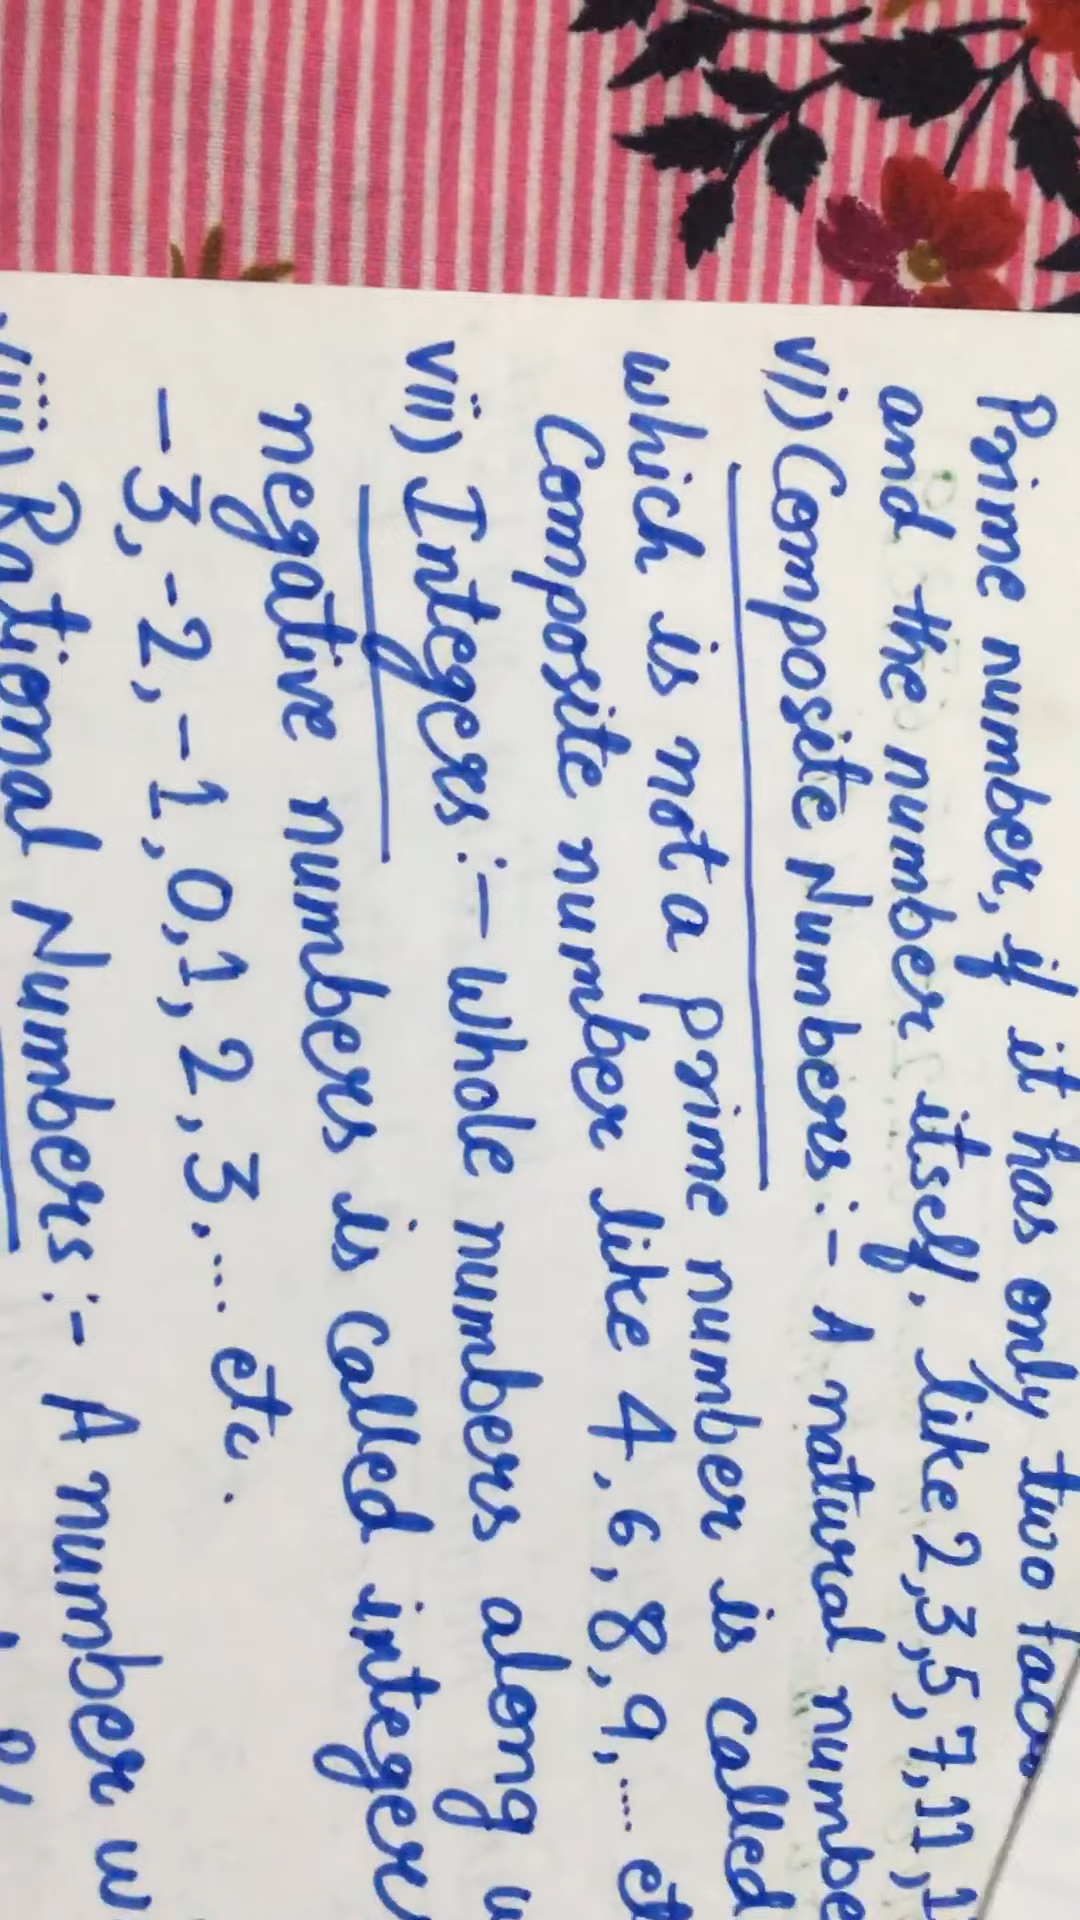 Prime number, if it has only two
and the number itself. like 2,3,5,7,11,
vi) Composite Numbers:- A natural numbe
which is not a prime number is called
Composite number like 4,6,8,9,....
vii) Integers:- Whole numbers along
negative numbers is called integer
-3,-2,-1,0,1,2,3.... etc.
viii) Rational Numbers:- A number